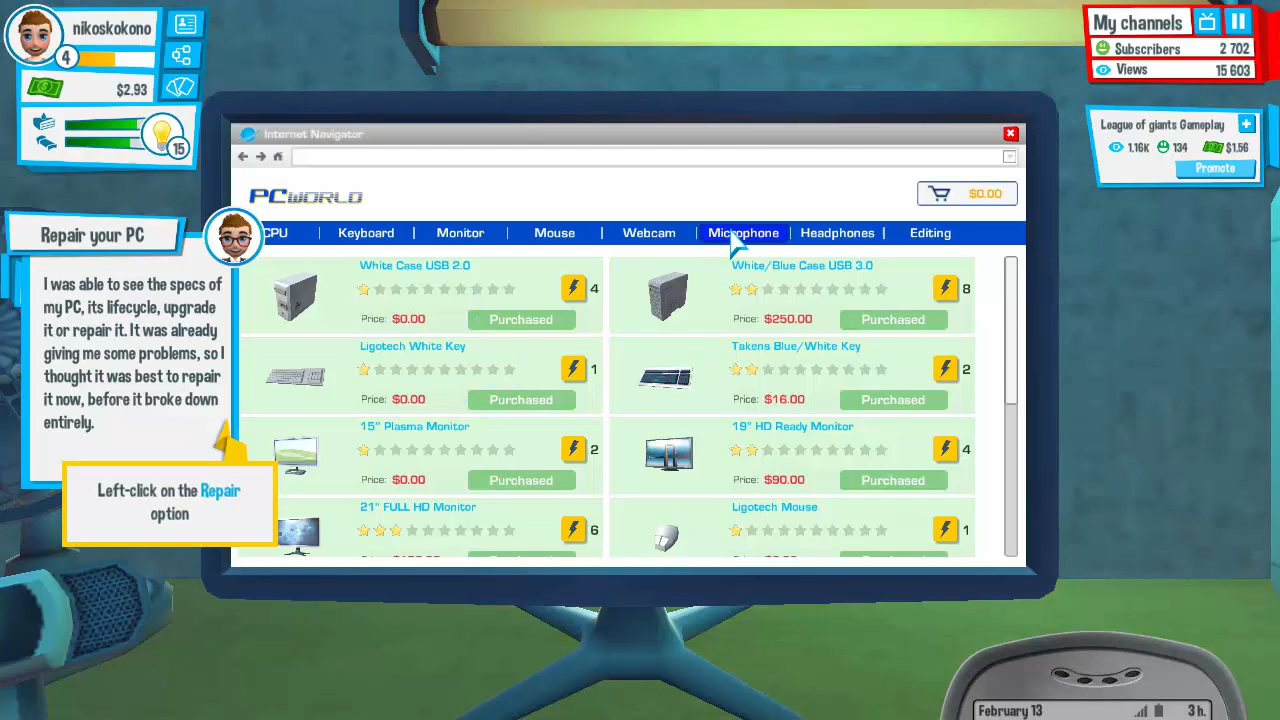 nikoskokono
4
$2.93
15
My channels
Subscribers 2 702
Views 15 603
League of giants Gameplay +
1.16K 134 $1.56
Promote
Repair your PC
I was able to see the specs of
my PC, its lifecycle, upgrade
it or repair it. It was already
giving me some problems, so I
thought it was best to repair
it now, before it broke down
entirely.
Left-click on the Repair
option
Internet Navigator
PCWORLD
$0.00
CPU | Keyboard | Monitor | Mouse | Webcam | Microphone | Headphones | Editing
White Case USB 2.0
4
Price: $0.00 Purchased
White/Blue Case USB 3.0
8
Price: $250.00 Purchased
Ligotech White Key
1
Price: $0.00 Purchased
Takens Blue/White Key
2
Price: $16.00 Purchased
15" Plasma Monitor
2
Price: $0.00 Purchased
19" HD Ready Monitor
4
Price: $90.00 Purchased
21" FULL HD Monitor
6
Ligotech Mouse
1
February 13 3 h.